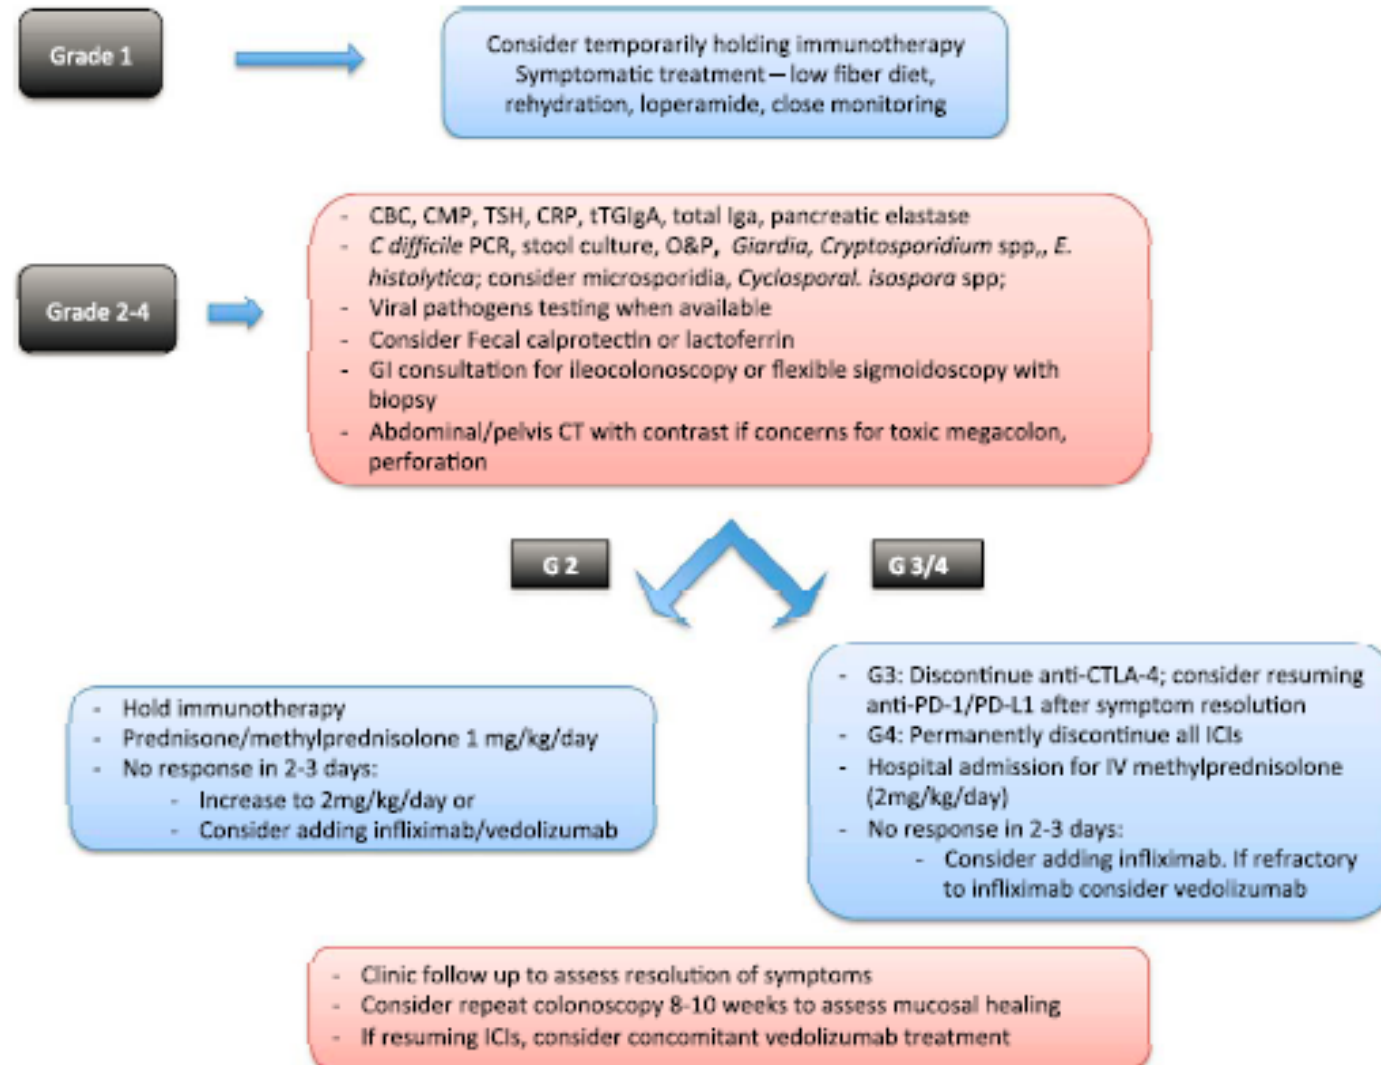 Grade 1
Consider temporarily holding immunotherapy
Symptomatic treatment – low fiber diet,
rehydration, loperamide, close monitoring
Grade 2-4
- CBC, CMP, TSH, CRP, tTGIgA, total Iga, pancreatic elastase
- C difficile PCR, stool culture, O&P, Giardia, Cryptosporidium spp,, E.
histolytica; consider microsporidia, Cyclosporal. isospora spp;
- Viral pathogens testing when available
- Consider Fecal calprotectin or lactoferrin
- GI consultation for ileocolonoscopy or flexible sigmoidoscopy with
biopsy
- Abdominal/pelvis CT with contrast if concerns for toxic megacolon,
perforation
G 2
G 3/4
- Hold immunotherapy
- Prednisone/methylprednisolone 1 mg/kg/day
- No response in 2-3 days:
- Increase to 2mg/kg/day or
- Consider adding infliximab/vedolizumab
- G3: Discontinue anti-CTLA-4; consider resuming
anti-PD-1/PD-L1 after symptom resolution
- G4: Permanently discontinue all ICIs
- Hospital admission for IV methylprednisolone
(2mg/kg/day)
- No response in 2-3 days:
- Consider adding infliximab. If refractory
to infliximab consider vedolizumab
- Clinic follow up to assess resolution of symptoms
- Consider repeat colonoscopy 8-10 weeks to assess mucosal healing
- If resuming ICIs, consider concomitant vedolizumab treatment